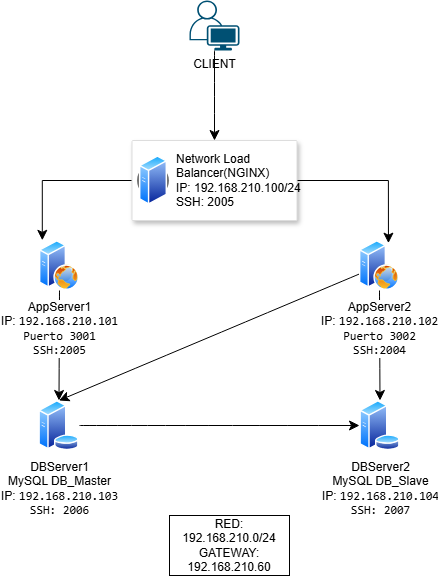 CLIENT
Network Load
Balancer(NGINX)
IP: 192.168.210.100/24
SSH: 2005
AppServer1
IP: 192.168.210.101
Puerto 3001
SSH:2005
AppServer2
IP: 192.168.210.102
Puerto 3002
SSH:2004
DBServer1
MySQL DB_Master
IP: 192.168.210.103
SSH: 2006
DBServer2
MySQL DB_Slave
IP: 192.168.210.104
SSH: 2007
RED:
192.168.210.0/24
GATEWAY:
192.168.210.60